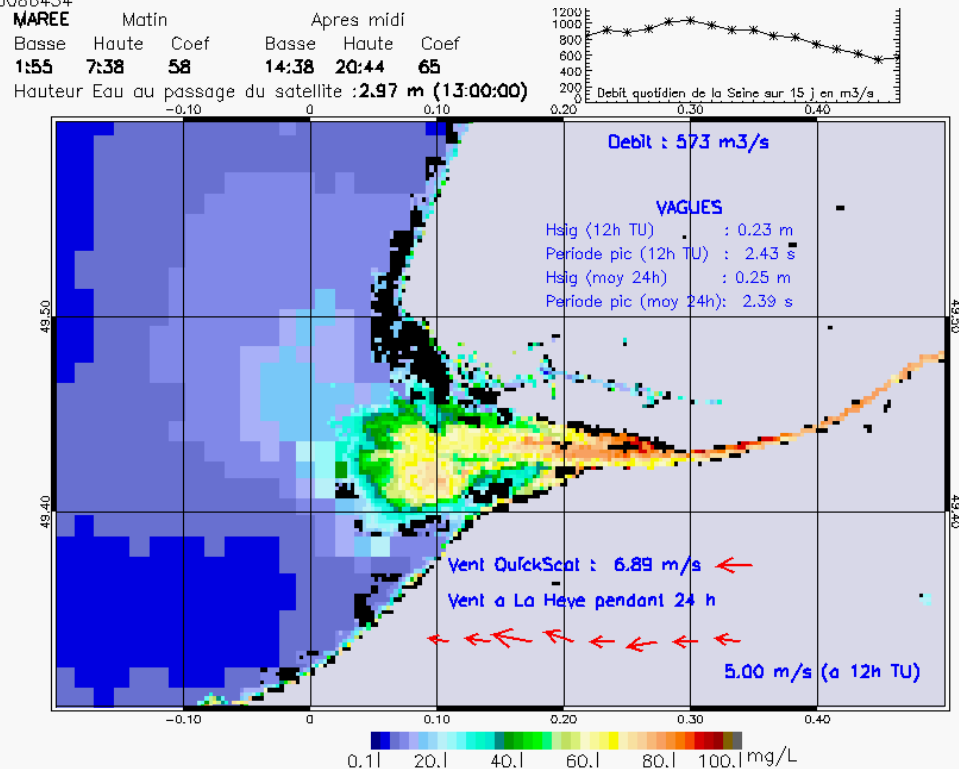 MAREE Matin Apres midi
Basse Haute Coef Basse Haute Coef
1:55 7:38 58 14:38 20:44 65
Hauteur Eau au passage du satellite :2.97 m (13:00:00)
1200
1000
800
600
400
200
0
Debit quotidien de la Seine sur 15 j en m3/s
-0.10 0 0.10 0.20 0.30 0.40
Debit : 573 m3/s
VAGUES
Hsig (12h TU) : 0.23 m
Periode pic (12h TU) : 2.43 s
Hsig (moy 24h) : 0.25 m
Periode pic (moy 24h): 2.39 s
49.50 49.50
49.40 49.40
Vent QuickScat : 6.89 m/s
Vent a La Heve pendant 24 h
5.00 m/s (a 12h TU)
-0.10 0 0.10 0.20 0.30 0.40
0.1| 20.| 40.| 60.| 80.| 100.| mg/L